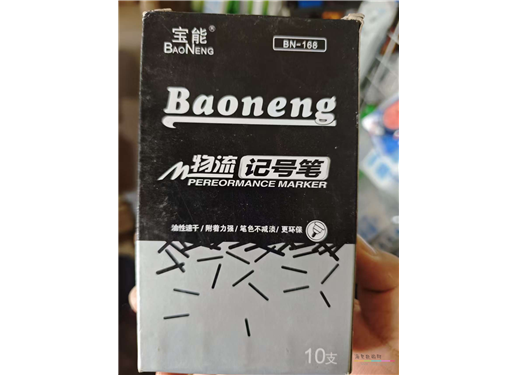 宝能®
BAONENG
BN-168
Baoneng
物流记号笔
PEREORMANCE MARKER
油性速干/附着力强/笔色不减淡/更环保
10支